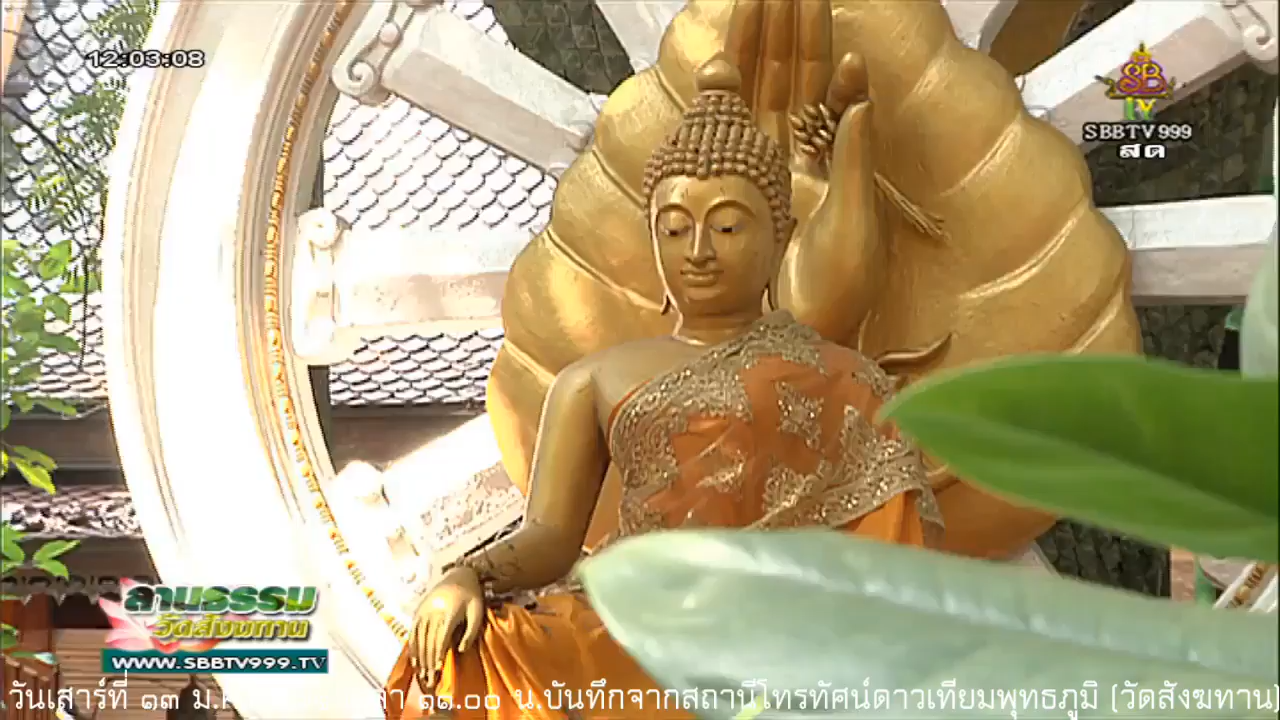 12:03:08
SB
TV
SBBTV999
สด
ลานธรรม
วัดสังฆทาน
WWW.SBBTV999.TV
วันเสาร์ที่ ๑๓ ม. น.บันทึกจากสถานีโทรทัศน์ดาวเทียมพุทธภูมิ (วัดสังฆทาน)